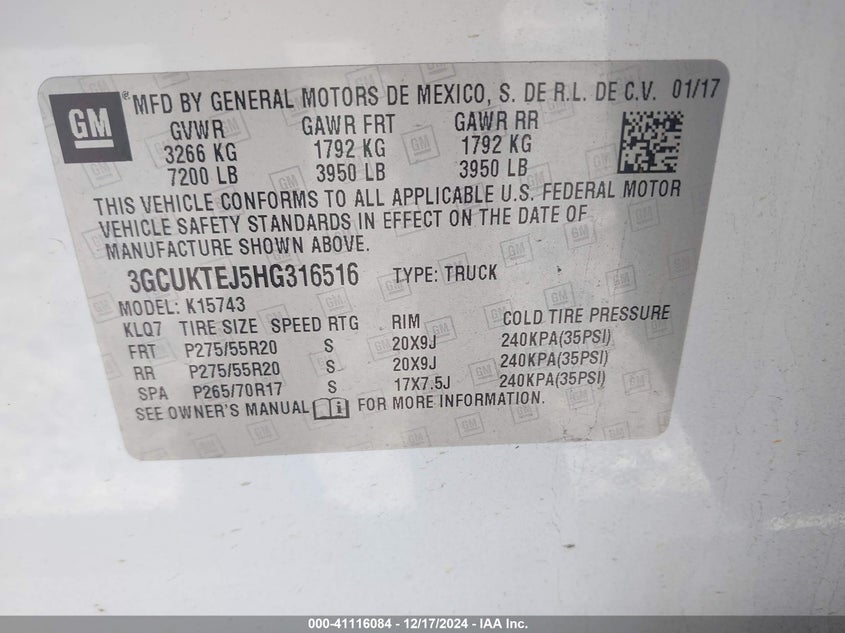 GM ® MFD BY GENERAL MOTORS DE MEXICO, S. DE R.L. DE C.V. 01/17
GVWR GAWR FRT GAWR RR
3266 KG 1792 KG 1792 KG
7200 LB 3950 LB 3950 LB
THIS VEHICLE CONFORMS TO ALL APPLICABLE U.S. FEDERAL MOTOR
VEHICLE SAFETY STANDARDS IN EFFECT ON THE DATE OF
MANUFACTURE SHOWN ABOVE.
3GCUKTEJ5HG316516 TYPE: TRUCK
MODEL: K15743
KLQ7 TIRE SIZE SPEED RTG RIM COLD TIRE PRESSURE
FRT P275/55R20 S 20X9J 240KPA(35PSI)
RR P275/55R20 S 20X9J 240KPA(35PSI)
SPA P265/70R17 S 17X7.5J 240KPA(35PSI)
SEE OWNER'S MANUAL i FOR MORE INFORMATION.
000-41116084 - 12/17/2024 - IAA Inc.